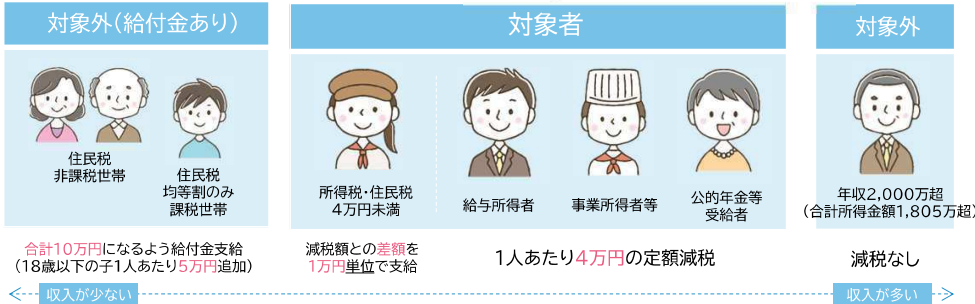 対象外(給付金あり)
対象者
対象外
住民税
非課税世帯
住民税
均等割のみ
課税世帯
所得税・住民税
4万円未満
給与所得者
事業所得者等
公的年金等
受給者
年収2,000万超
(合計所得金額1,805万超)
合計10万円になるよう給付金支給
(18歳以下の子1人あたり5万円追加)
減税額との差額を
1万円単位で支給
1人あたり4万円の定額減税
減税なし
収入が少ない
収入が多い